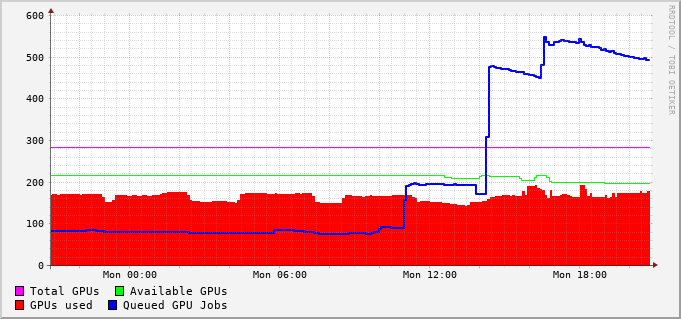 600
500
400
300
200
100
0
Mon 00:00 Mon 06:00 Mon 12:00 Mon 18:00
Total GPUs Available GPUs
GPUs used Queued GPU Jobs
RRDTOOL / TOBI OETIKER